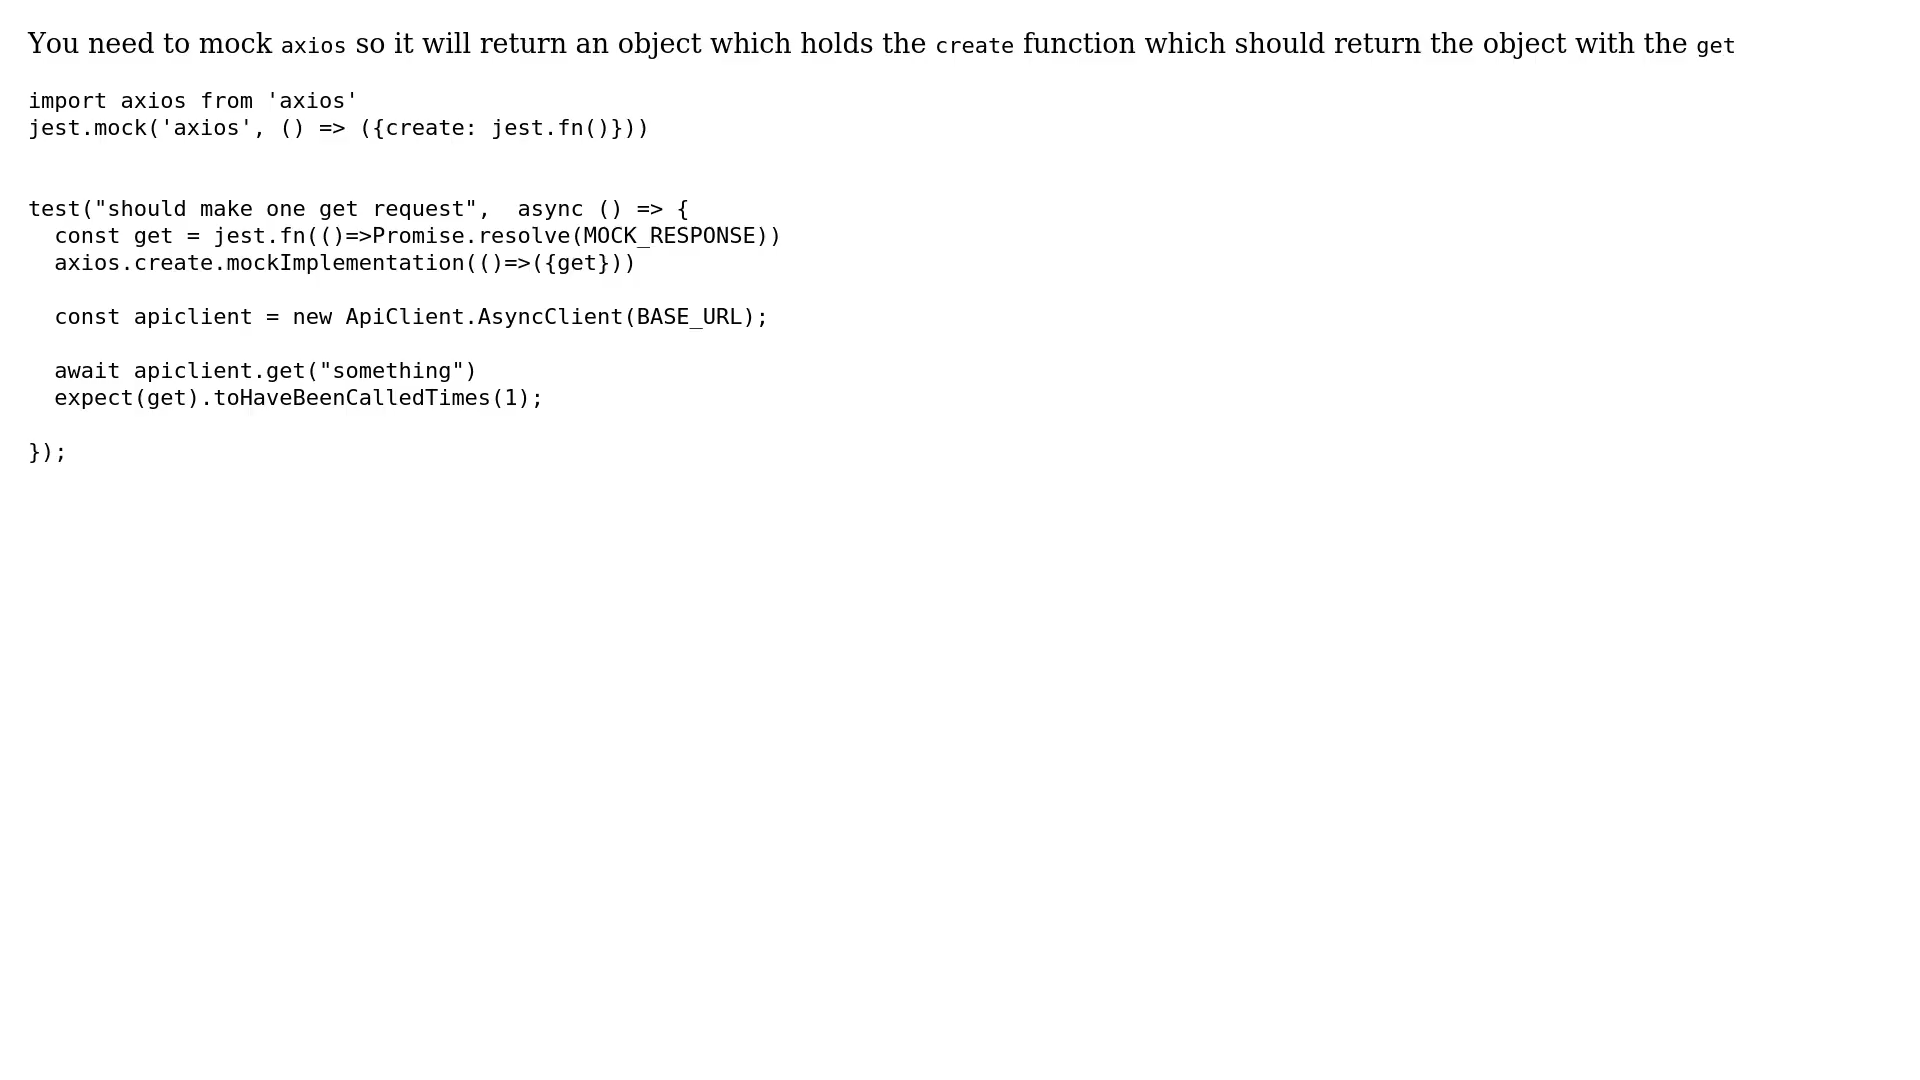 You need to mock axios so it will return an object which holds the create function which should return the object with the get
import axios from 'axios'
jest.mock('axios', () => ({create: jest.fn()}))
test("should make one get request",  async () => {
  const get = jest.fn(()=>Promise.resolve(MOCK_RESPONSE))
  axios.create.mockImplementation(()=>({get}))
  const apiclient = new ApiClient.AsyncClient(BASE_URL);
  await apiclient.get("something")
  expect(get).toHaveBeenCalledTimes(1);
});